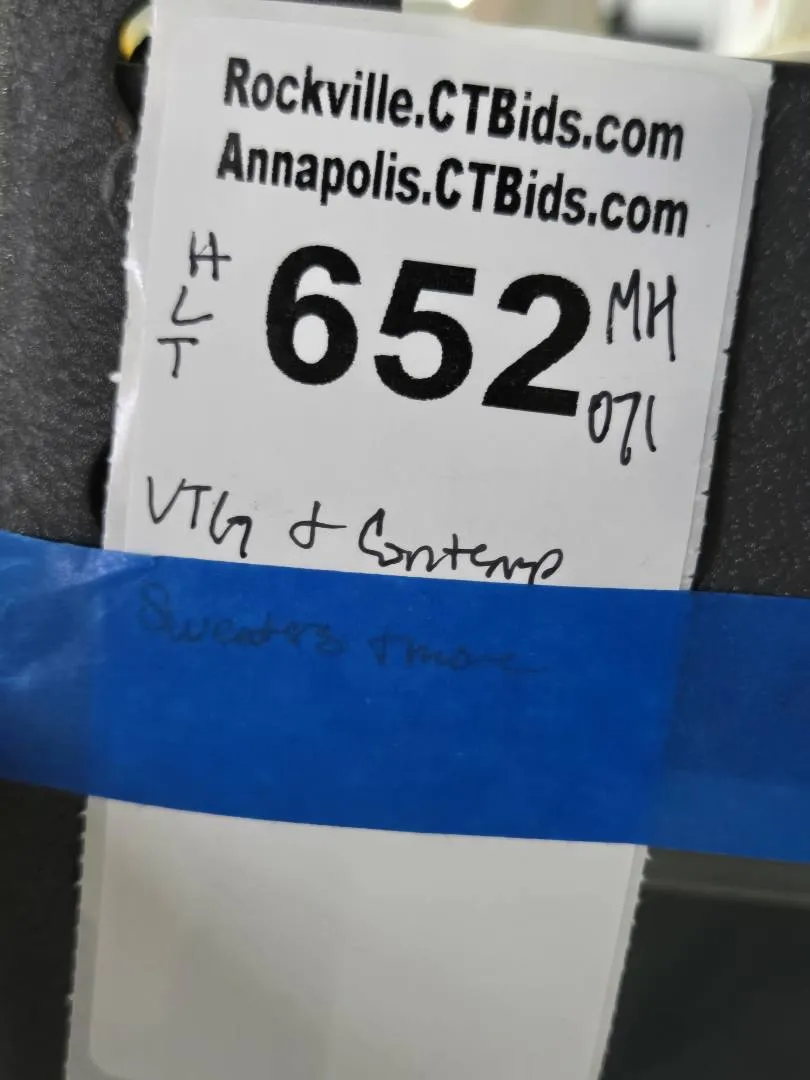 Rockville.CTBids.com
Annapolis.CTBids.com
H
L
T
652
MH
071
VTG & Contemp
Sweaters & more